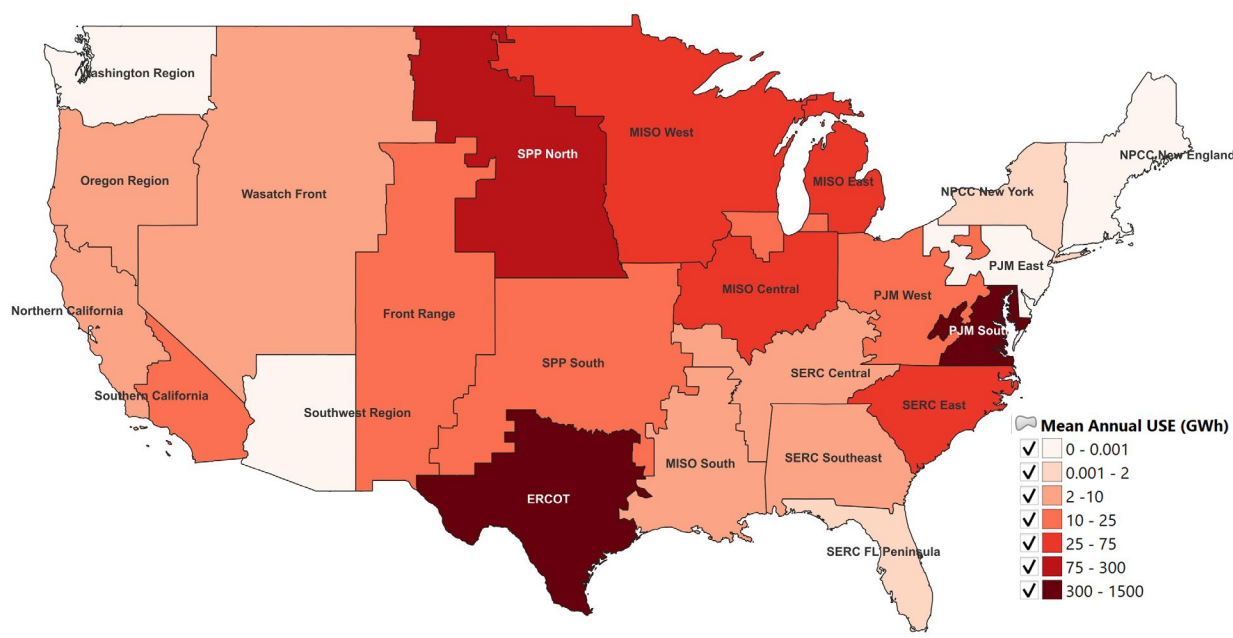 Washington Region
MISO West
SPP North
NPCC New England
Oregon Region
MISO East
Wasatch Front
NPCC New York
PJM East
MISO Central
PJM West
Northern California
Front Range
PJM Sout
SPP South
SERC Central
Southern California
SERC East
Southwest Region
MISO South
SERC Southeast
ERCOT
SERC FL Peninsula
Mean Annual USE (GWh)
0 - 0.001
0.001 - 2
2 -10
10 - 25
25 - 75
75 - 300
300 - 1500